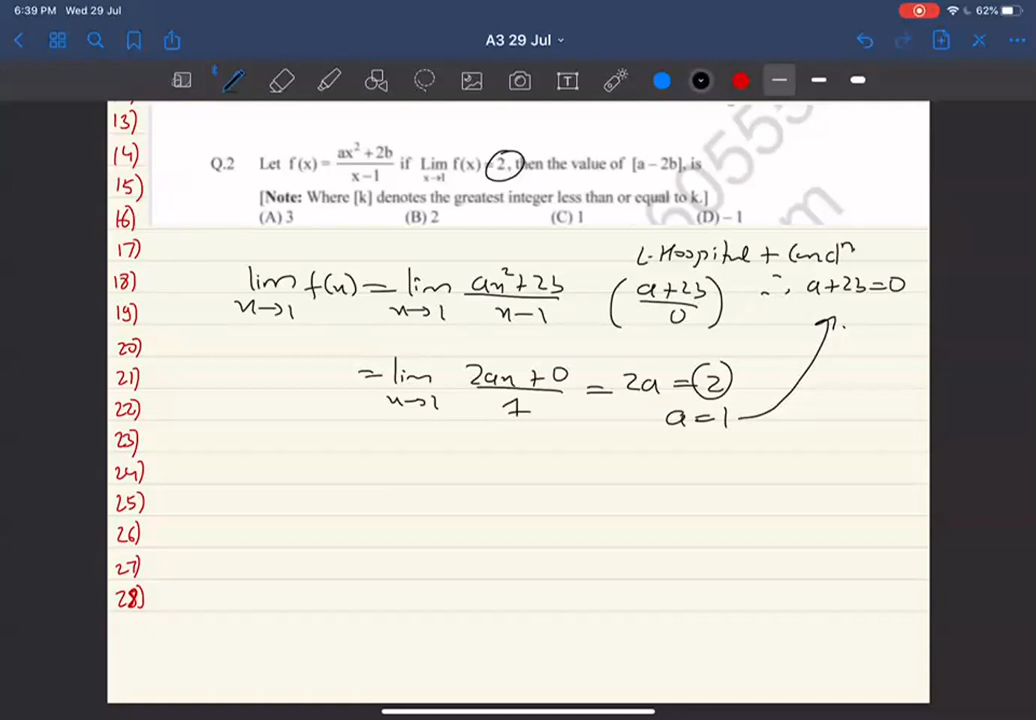 6:39 PM Wed 29 Jul
62%
A3 29 Jul
13)
14)
15)
16)
17)
18)
19)
20)
21)
22)
23)
24)
25)
26)
27)
28)
Q.2 Let f (x) = ax² + 2b / x – 1 if Lim x→1 f (x) = 2, then the value of [a – 2b], is
[Note: Where [k] denotes the greatest integer less than or equal to k.]
(A) 3 (B) 2 (C) 1 (D) – 1
L-Hospital + Condⁿ
lim x→1 f(x) = lim x→1 ax²+2b / x-1 (a+2b / 0) ∴ a+2b=0
= lim x→1 2ax + 0 / 1 = 2a = 2
a = 1